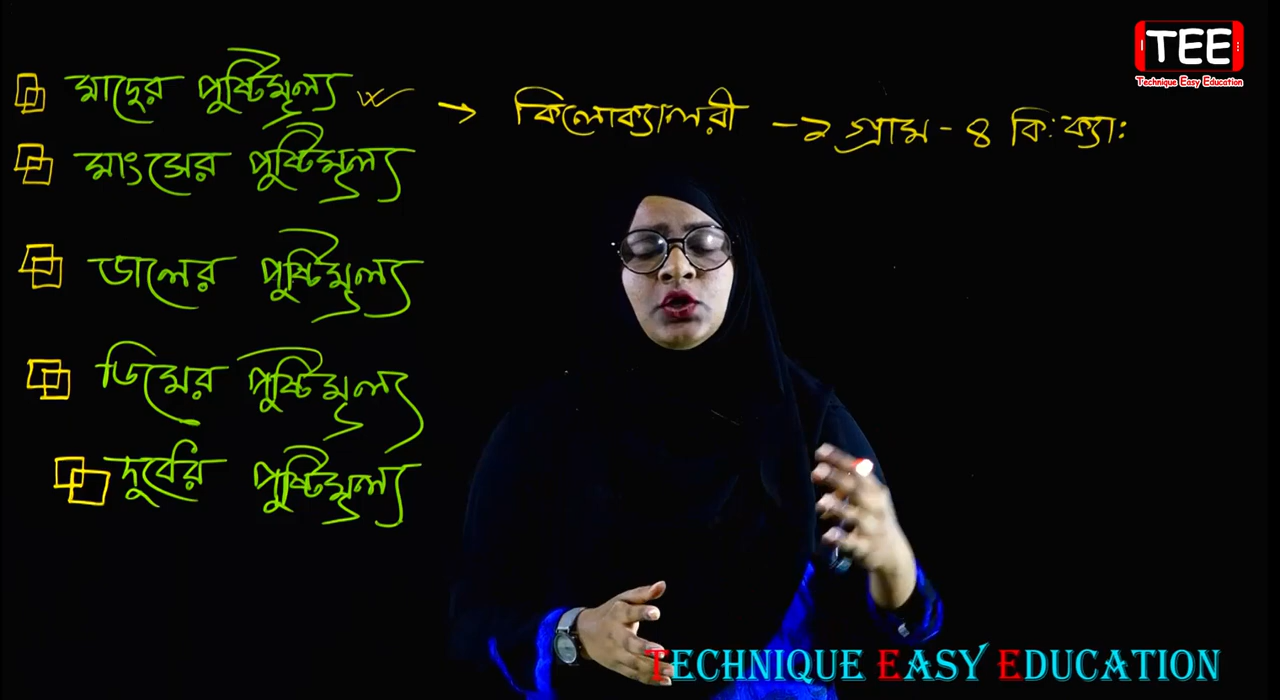 TEE
Technique Easy Education
মাছের পুষ্টিমূল্য → কিলোক্যালরী - ১ গ্রাম - ৪ কি: ক্যা:
মাংসের পুষ্টিমূল্য
ডালের পুষ্টিমূল্য
ডিমের পুষ্টিমূল্য
দুধের পুষ্টিমূল্য
TECHNIQUE EASY EDUCATION